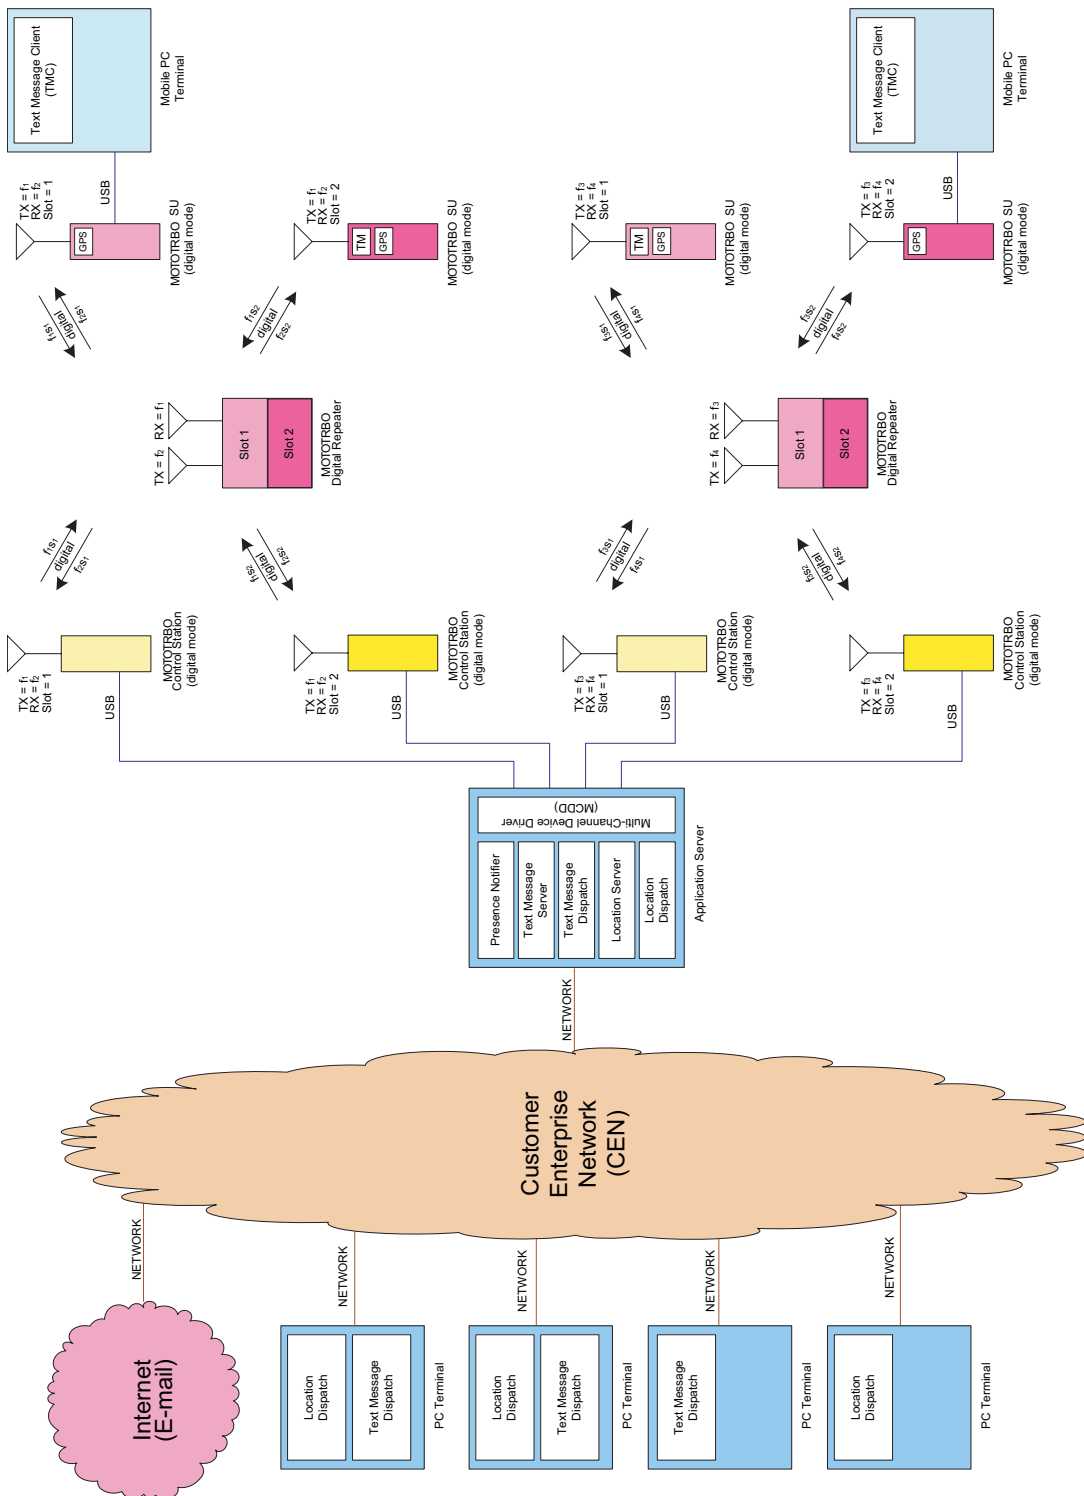 Text Message Client
(TMC)
Mobile PC
Terminal
Text Message Client
(TMC)
Mobile PC
Terminal
USB
USB
TX = f1
RX = f2
Slot = 1
GPS
MOTOTRBO SU
(digital mode)
TX = f1
RX = f2
Slot = 2
TM
GPS
MOTOTRBO SU
(digital mode)
TX = f3
RX = f4
Slot = 1
TM
GPS
MOTOTRBO SU
(digital mode)
TX = f3
RX = f4
Slot = 2
GPS
MOTOTRBO SU
(digital mode)
f1s1
digital
f2s1
f1s2
digital
f2s2
f3s1
digital
f4s1
f3s2
digital
f4s2
TX = f2
RX = f1
Slot 1
Slot 2
MOTOTRBO
Digital Repeater
TX = f4
RX = f3
Slot 1
Slot 2
MOTOTRBO
Digital Repeater
f1s1
digital
f2s1
f1s2
digital
f2s2
f3s1
digital
f4s1
f3s2
digital
f4s2
TX = f1
RX = f2
Slot = 1
MOTOTRBO
Control Station
(digital mode)
TX = f1
RX = f2
Slot = 2
MOTOTRBO
Control Station
(digital mode)
TX = f3
RX = f4
Slot = 1
MOTOTRBO
Control Station
(digital mode)
TX = f3
RX = f4
Slot = 2
MOTOTRBO
Control Station
(digital mode)
USB
USB
USB
USB
Multi-Channel Device Driver
(MCDD)
Presence Notifier
Text Message
Server
Text Message
Dispatch
Location Server
Location
Dispatch
Application Server
NETWORK
Customer
Enterprise
Network
(CEN)
NETWORK
NETWORK
NETWORK
NETWORK
NETWORK
Internet
(E-mail)
Location
Dispatch
Text Message
Dispatch
PC Terminal
Location
Dispatch
Text Message
Dispatch
PC Terminal
Text Message
Dispatch
PC Terminal
Location
Dispatch
PC Terminal